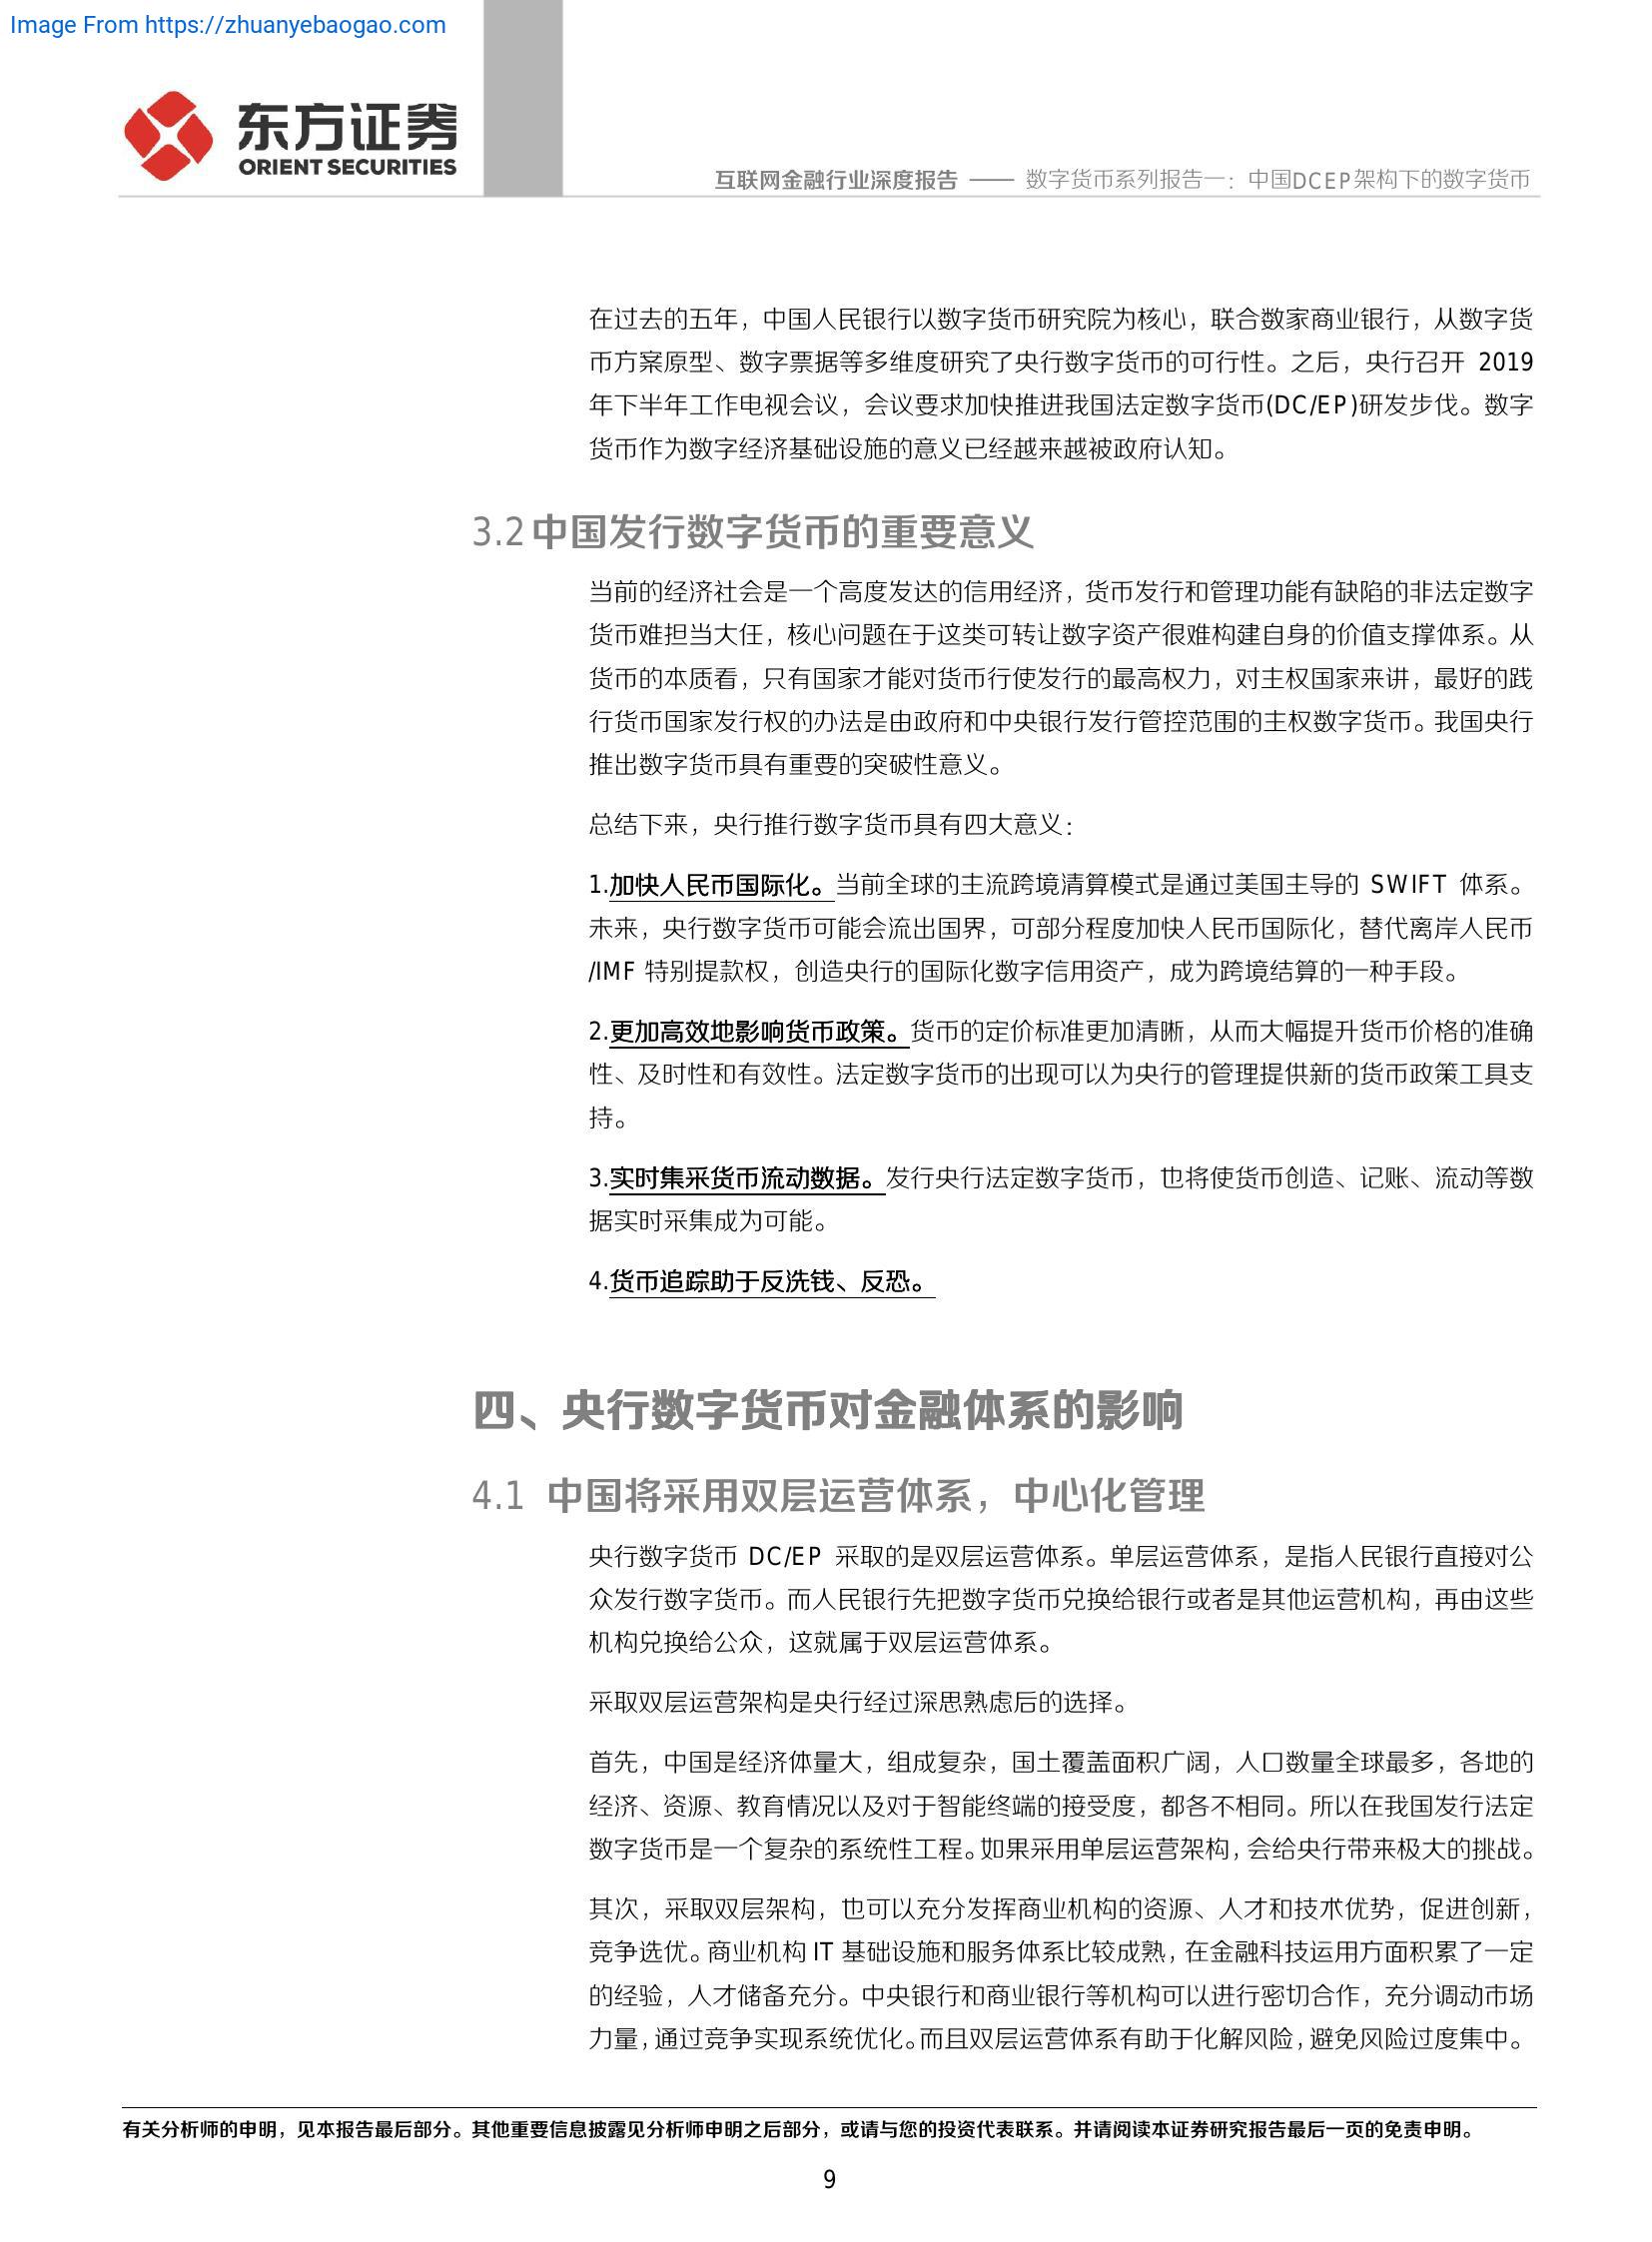 Image From https://zhuanyebaogao.com
东方证券
ORIENT SECURITIES
互联网金融行业深度报告 —— 数字货币系列报告一：中国DCEP架构下的数字货币
在过去的五年，中国人民银行以数字货币研究院为核心，联合数家商业银行，从数字货
币方案原型、数字票据等多维度研究了央行数字货币的可行性。之后，央行召开 2019
年下半年工作电视会议，会议要求加快推进我国法定数字货币(DC/EP)研发步伐。数字
货币作为数字经济基础设施的意义已经越来越被政府认知。
3.2 中国发行数字货币的重要意义
当前的经济社会是一个高度发达的信用经济，货币发行和管理功能有缺陷的非法定数字
货币难担当大任，核心问题在于这类可转让数字资产很难构建自身的价值支撑体系。从
货币的本质看，只有国家才能对货币行使发行的最高权力，对主权国家来讲，最好的践
行货币国家发行权的办法是由政府和中央银行发行管控范围的主权数字货币。我国央行
推出数字货币具有重要的突破性意义。
总结下来，央行推行数字货币具有四大意义：
1.加快人民币国际化。当前全球的主流跨境清算模式是通过美国主导的 SWIFT 体系。
未来，央行数字货币可能会流出国界，可部分程度加快人民币国际化，替代离岸人民币
/IMF 特别提款权，创造央行的国际化数字信用资产，成为跨境结算的一种手段。
2.更加高效地影响货币政策。货币的定价标准更加清晰，从而大幅提升货币价格的准确
性、及时性和有效性。法定数字货币的出现可以为央行的管理提供新的货币政策工具支
持。
3.实时集采货币流动数据。发行央行法定数字货币，也将使货币创造、记账、流动等数
据实时采集成为可能。
4.货币追踪助于反洗钱、反恐。
四、央行数字货币对金融体系的影响
4.1 中国将采用双层运营体系，中心化管理
央行数字货币 DC/EP 采取的是双层运营体系。单层运营体系，是指人民银行直接对公
众发行数字货币。而人民银行先把数字货币兑换给银行或者是其他运营机构，再由这些
机构兑换给公众，这就属于双层运营体系。
采取双层运营架构是央行经过深思熟虑后的选择。
首先，中国是经济体量大，组成复杂，国土覆盖面积广阔，人口数量全球最多，各地的
经济、资源、教育情况以及对于智能终端的接受度，都各不相同。所以在我国发行法定
数字货币是一个复杂的系统性工程。如果采用单层运营架构，会给央行带来极大的挑战。
其次，采取双层架构，也可以充分发挥商业机构的资源、人才和技术优势，促进创新，
竞争选优。商业机构 IT 基础设施和服务体系比较成熟，在金融科技运用方面积累了一定
的经验，人才储备充分。中央银行和商业银行等机构可以进行密切合作，充分调动市场
力量，通过竞争实现系统优化。而且双层运营体系有助于化解风险，避免风险过度集中。
有关分析师的申明，见本报告最后部分。其他重要信息披露见分析师申明之后部分，或请与您的投资代表联系。并请阅读本证券研究报告最后一页的免责申明。
9